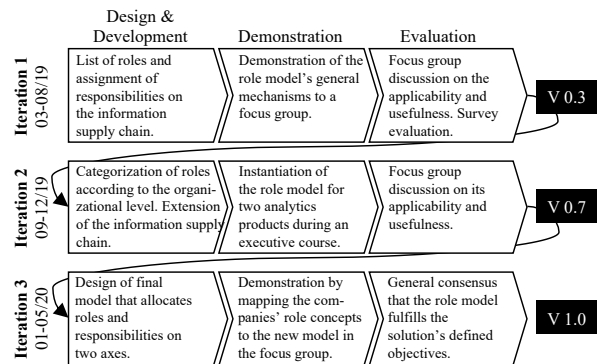 Design &
Development
Demonstration
Evaluation
Iteration 1
03-08/19
List of roles and
assignment of
responsibilities on
the information
supply chain.
Demonstration of the
role model's general
mechanisms to a
focus group.
Focus group
discussion on the
applicability and
usefulness. Survey
evaluation.
V 0.3
Iteration 2
09-12/19
Categorization of roles
according to the organi-
zational level. Extension
of the information supply
chain.
Instantiation of
the role model for
two analytics
products during an
executive course.
Focus group
discussion on its
applicability and
usefulness.
V 0.7
Iteration 3
01-05/20
Design of final
model that allocates
roles and
responsibilities on
two axes.
Demonstration by
mapping the com-
panies' role concepts
to the new model in
the focus group.
General consensus
that the role model
fulfills the
solution's defined
objectives.
V 1.0